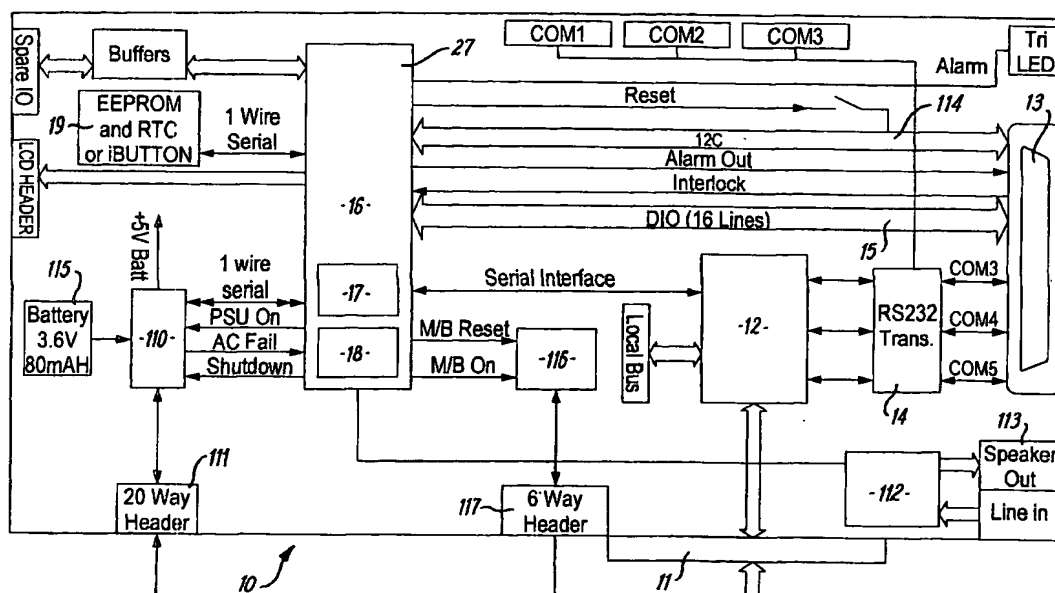 COM1
COM2
COM3
Tri
LED
27
Spare IO
Buffers
Alarm
Reset
114
13
19
EEPROM
and RTC
or iBUTTON
1 Wire
Serial
12C
Alarm Out
Interlock
LCD HEADER
-16-
DIO (16 Lines)
15
+5V Batt
115
Battery
3.6V
80mAH
-110-
1 wire
serial
PSU On
AC Fail
Shutdown
-17-
-18-
Serial Interface
M/B Reset
M/B On
-116-
Local Bus
-12-
RS232
Trans.
14
COM3
COM4
COM5
113
Speaker
Out
Line in
-112-
111
20 Way
Header
117
6 Way
Header
10
11